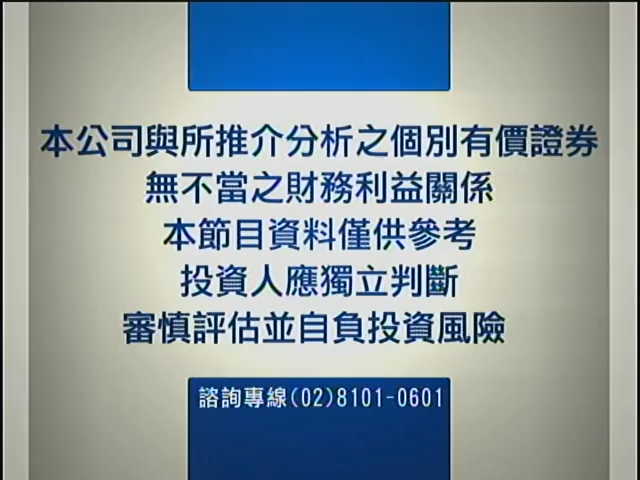 本公司與所推介分析之個別有價證券
無不當之財務利益關係
本節目資料僅供參考
投資人應獨立判斷
審慎評估並自負投資風險
諮詢專線(02)8101-0601